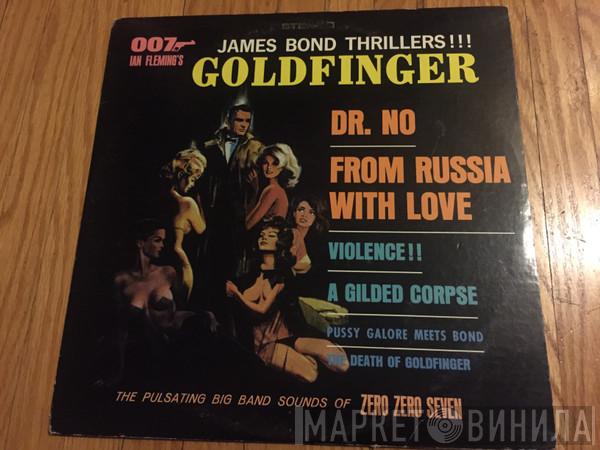 STEREO
007
JAMES BOND THRILLERS!!!
IAN FLEMING'S
GOLDFINGER
DR. NO
FROM RUSSIA
WITH LOVE
VIOLENCE!!
A GILDED CORPSE
PUSSY GALORE MEETS BOND
THE DEATH OF GOLDFINGER
THE PULSATING BIG BAND SOUNDS OF ZERO ZERO SEVEN
МАРКЕТ ВИНИЛА